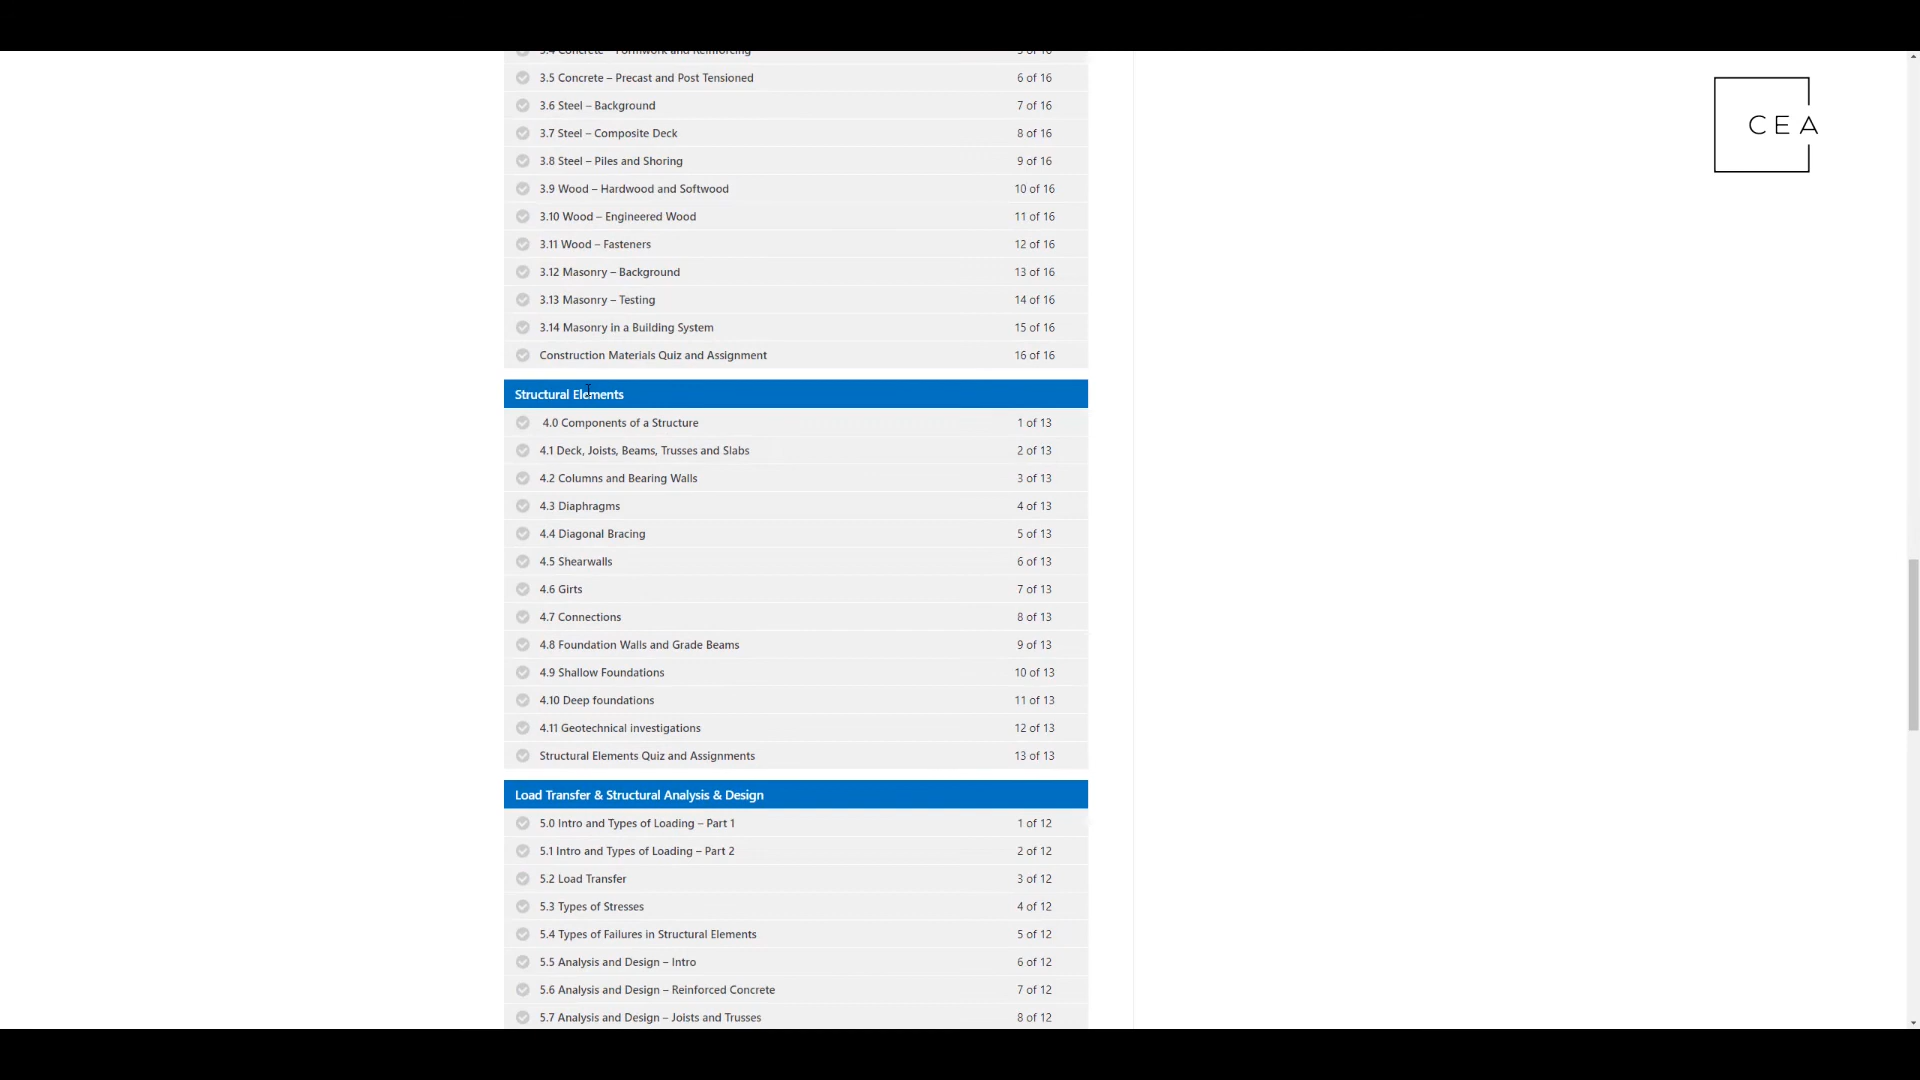 3.4 Concrete – Formwork and Reinforcing 5 of 16
3.5 Concrete – Precast and Post Tensioned 6 of 16
3.6 Steel – Background 7 of 16
3.7 Steel – Composite Deck 8 of 16
3.8 Steel – Piles and Shoring 9 of 16
3.9 Wood – Hardwood and Softwood 10 of 16
3.10 Wood – Engineered Wood 11 of 16
3.11 Wood – Fasteners 12 of 16
3.12 Masonry – Background 13 of 16
3.13 Masonry – Testing 14 of 16
3.14 Masonry in a Building System 15 of 16
Construction Materials Quiz and Assignment 16 of 16
Structural Elements
4.0 Components of a Structure 1 of 13
4.1 Deck, Joists, Beams, Trusses and Slabs 2 of 13
4.2 Columns and Bearing Walls 3 of 13
4.3 Diaphragms 4 of 13
4.4 Diagonal Bracing 5 of 13
4.5 Shearwalls 6 of 13
4.6 Girts 7 of 13
4.7 Connections 8 of 13
4.8 Foundation Walls and Grade Beams 9 of 13
4.9 Shallow Foundations 10 of 13
4.10 Deep foundations 11 of 13
4.11 Geotechnical investigations 12 of 13
Structural Elements Quiz and Assignments 13 of 13
Load Transfer & Structural Analysis & Design
5.0 Intro and Types of Loading – Part 1 1 of 12
5.1 Intro and Types of Loading – Part 2 2 of 12
5.2 Load Transfer 3 of 12
5.3 Types of Stresses 4 of 12
5.4 Types of Failures in Structural Elements 5 of 12
5.5 Analysis and Design – Intro 6 of 12
5.6 Analysis and Design – Reinforced Concrete 7 of 12
5.7 Analysis and Design – Joists and Trusses 8 of 12
CEA